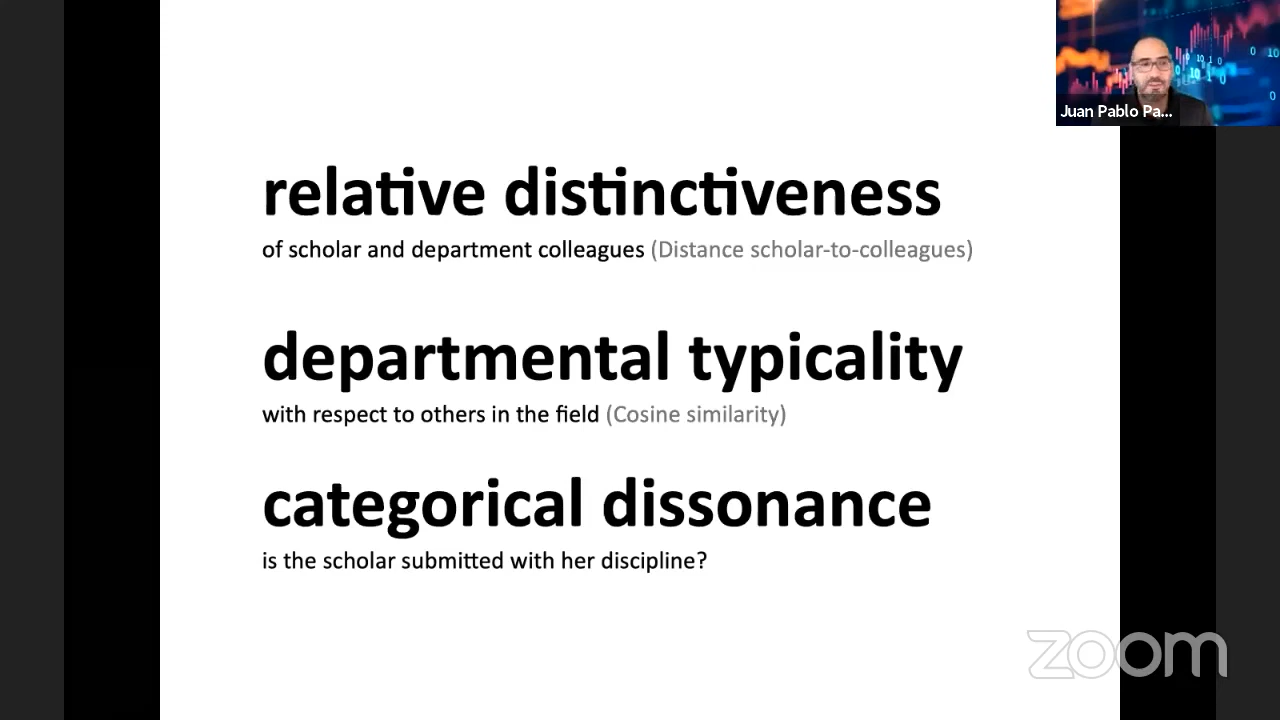 Juan Pablo Pa...
relative distinctiveness
of scholar and department colleagues (Distance scholar-to-colleagues)
departmental typicality
with respect to others in the field (Cosine similarity)
categorical dissonance
is the scholar submitted with her discipline?
zoom